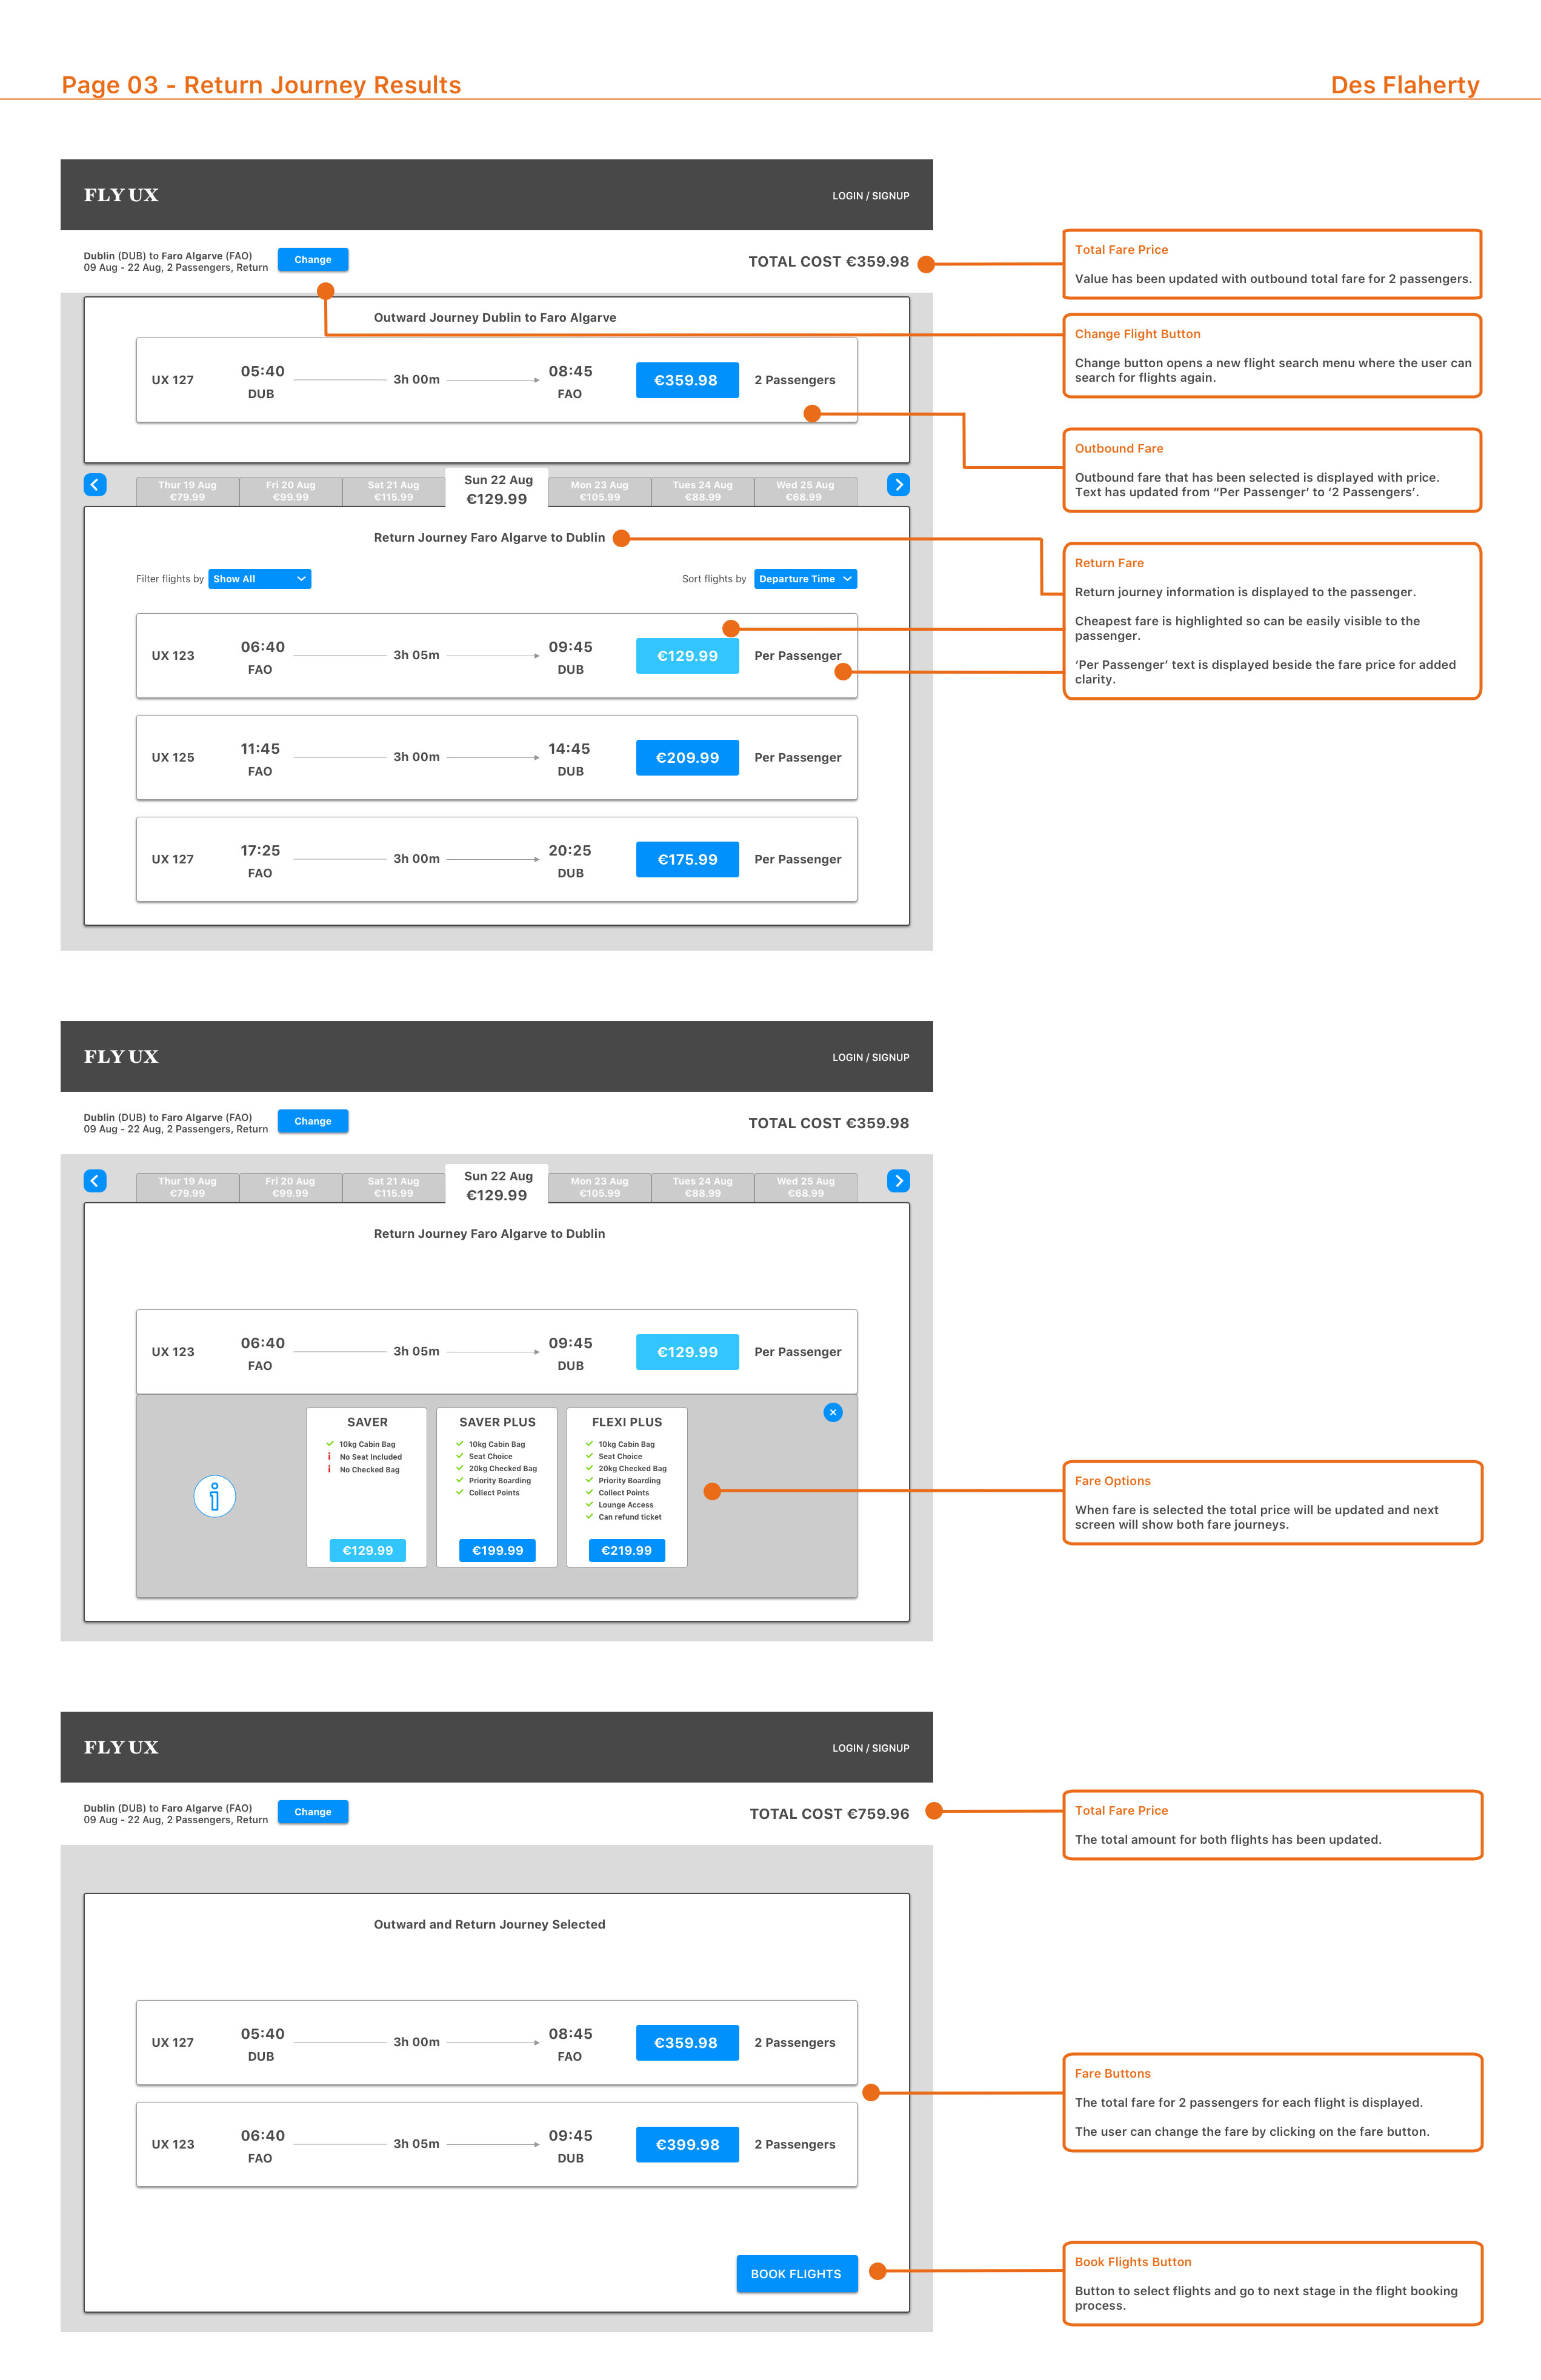 Page 03 - Return Journey Results
Des Flaherty
FLY UX
LOGIN / SIGNUP
Dublin (DUB) to Faro Algarve (FAO)
09 Aug - 22 Aug, 2 Passengers, Return
Change
TOTAL COST €359.98
Outward Journey Dublin to Faro Algarve
UX 127
05:40
DUB
3h 00m
08:45
FAO
€359.98
2 Passengers
Thur 19 Aug
€79.99
Fri 20 Aug
€99.99
Sat 21 Aug
€115.99
Sun 22 Aug
€129.99
Mon 23 Aug
€105.99
Tues 24 Aug
€88.99
Wed 25 Aug
€68.99
Return Journey Faro Algarve to Dublin
Filter flights by
Show All
Sort flights by
Departure Time
UX 123
06:40
FAO
3h 05m
09:45
DUB
€129.99
Per Passenger
UX 125
11:45
FAO
3h 00m
14:45
DUB
€209.99
Per Passenger
UX 127
17:25
FAO
3h 00m
20:25
DUB
€175.99
Per Passenger
Total Fare Price
Value has been updated with outbound total fare for 2 passengers.
Change Flight Button
Change button opens a new flight search menu where the user can
search for flights again.
Outbound Fare
Outbound fare that has been selected is displayed with price.
Text has updated from “Per Passenger’ to ‘2 Passengers’.
Return Fare
Return journey information is displayed to the passenger.
Cheapest fare is highlighted so can be easily visible to the
passenger.
‘Per Passenger’ text is displayed beside the fare price for added
clarity.
FLY UX
LOGIN / SIGNUP
Dublin (DUB) to Faro Algarve (FAO)
09 Aug - 22 Aug, 2 Passengers, Return
Change
TOTAL COST €359.98
Thur 19 Aug
€79.99
Fri 20 Aug
€99.99
Sat 21 Aug
€115.99
Sun 22 Aug
€129.99
Mon 23 Aug
€105.99
Tues 24 Aug
€88.99
Wed 25 Aug
€68.99
Return Journey Faro Algarve to Dublin
UX 123
06:40
FAO
3h 05m
09:45
DUB
€129.99
Per Passenger
SAVER
10kg Cabin Bag
No Seat Included
No Checked Bag
€129.99
SAVER PLUS
10kg Cabin Bag
Seat Choice
20kg Checked Bag
Priority Boarding
Collect Points
€199.99
FLEXI PLUS
10kg Cabin Bag
Seat Choice
20kg Checked Bag
Priority Boarding
Collect Points
Lounge Access
Can refund ticket
€219.99
Fare Options
When fare is selected the total price will be updated and next
screen will show both fare journeys.
FLY UX
LOGIN / SIGNUP
Dublin (DUB) to Faro Algarve (FAO)
09 Aug - 22 Aug, 2 Passengers, Return
Change
TOTAL COST €759.96
Outward and Return Journey Selected
UX 127
05:40
DUB
3h 00m
08:45
FAO
€359.98
2 Passengers
UX 123
06:40
FAO
3h 05m
09:45
DUB
€399.98
2 Passengers
BOOK FLIGHTS
Total Fare Price
The total amount for both flights has been updated.
Fare Buttons
The total fare for 2 passengers for each flight is displayed.
The user can change the fare by clicking on the fare button.
Book Flights Button
Button to select flights and go to next stage in the flight booking
process.